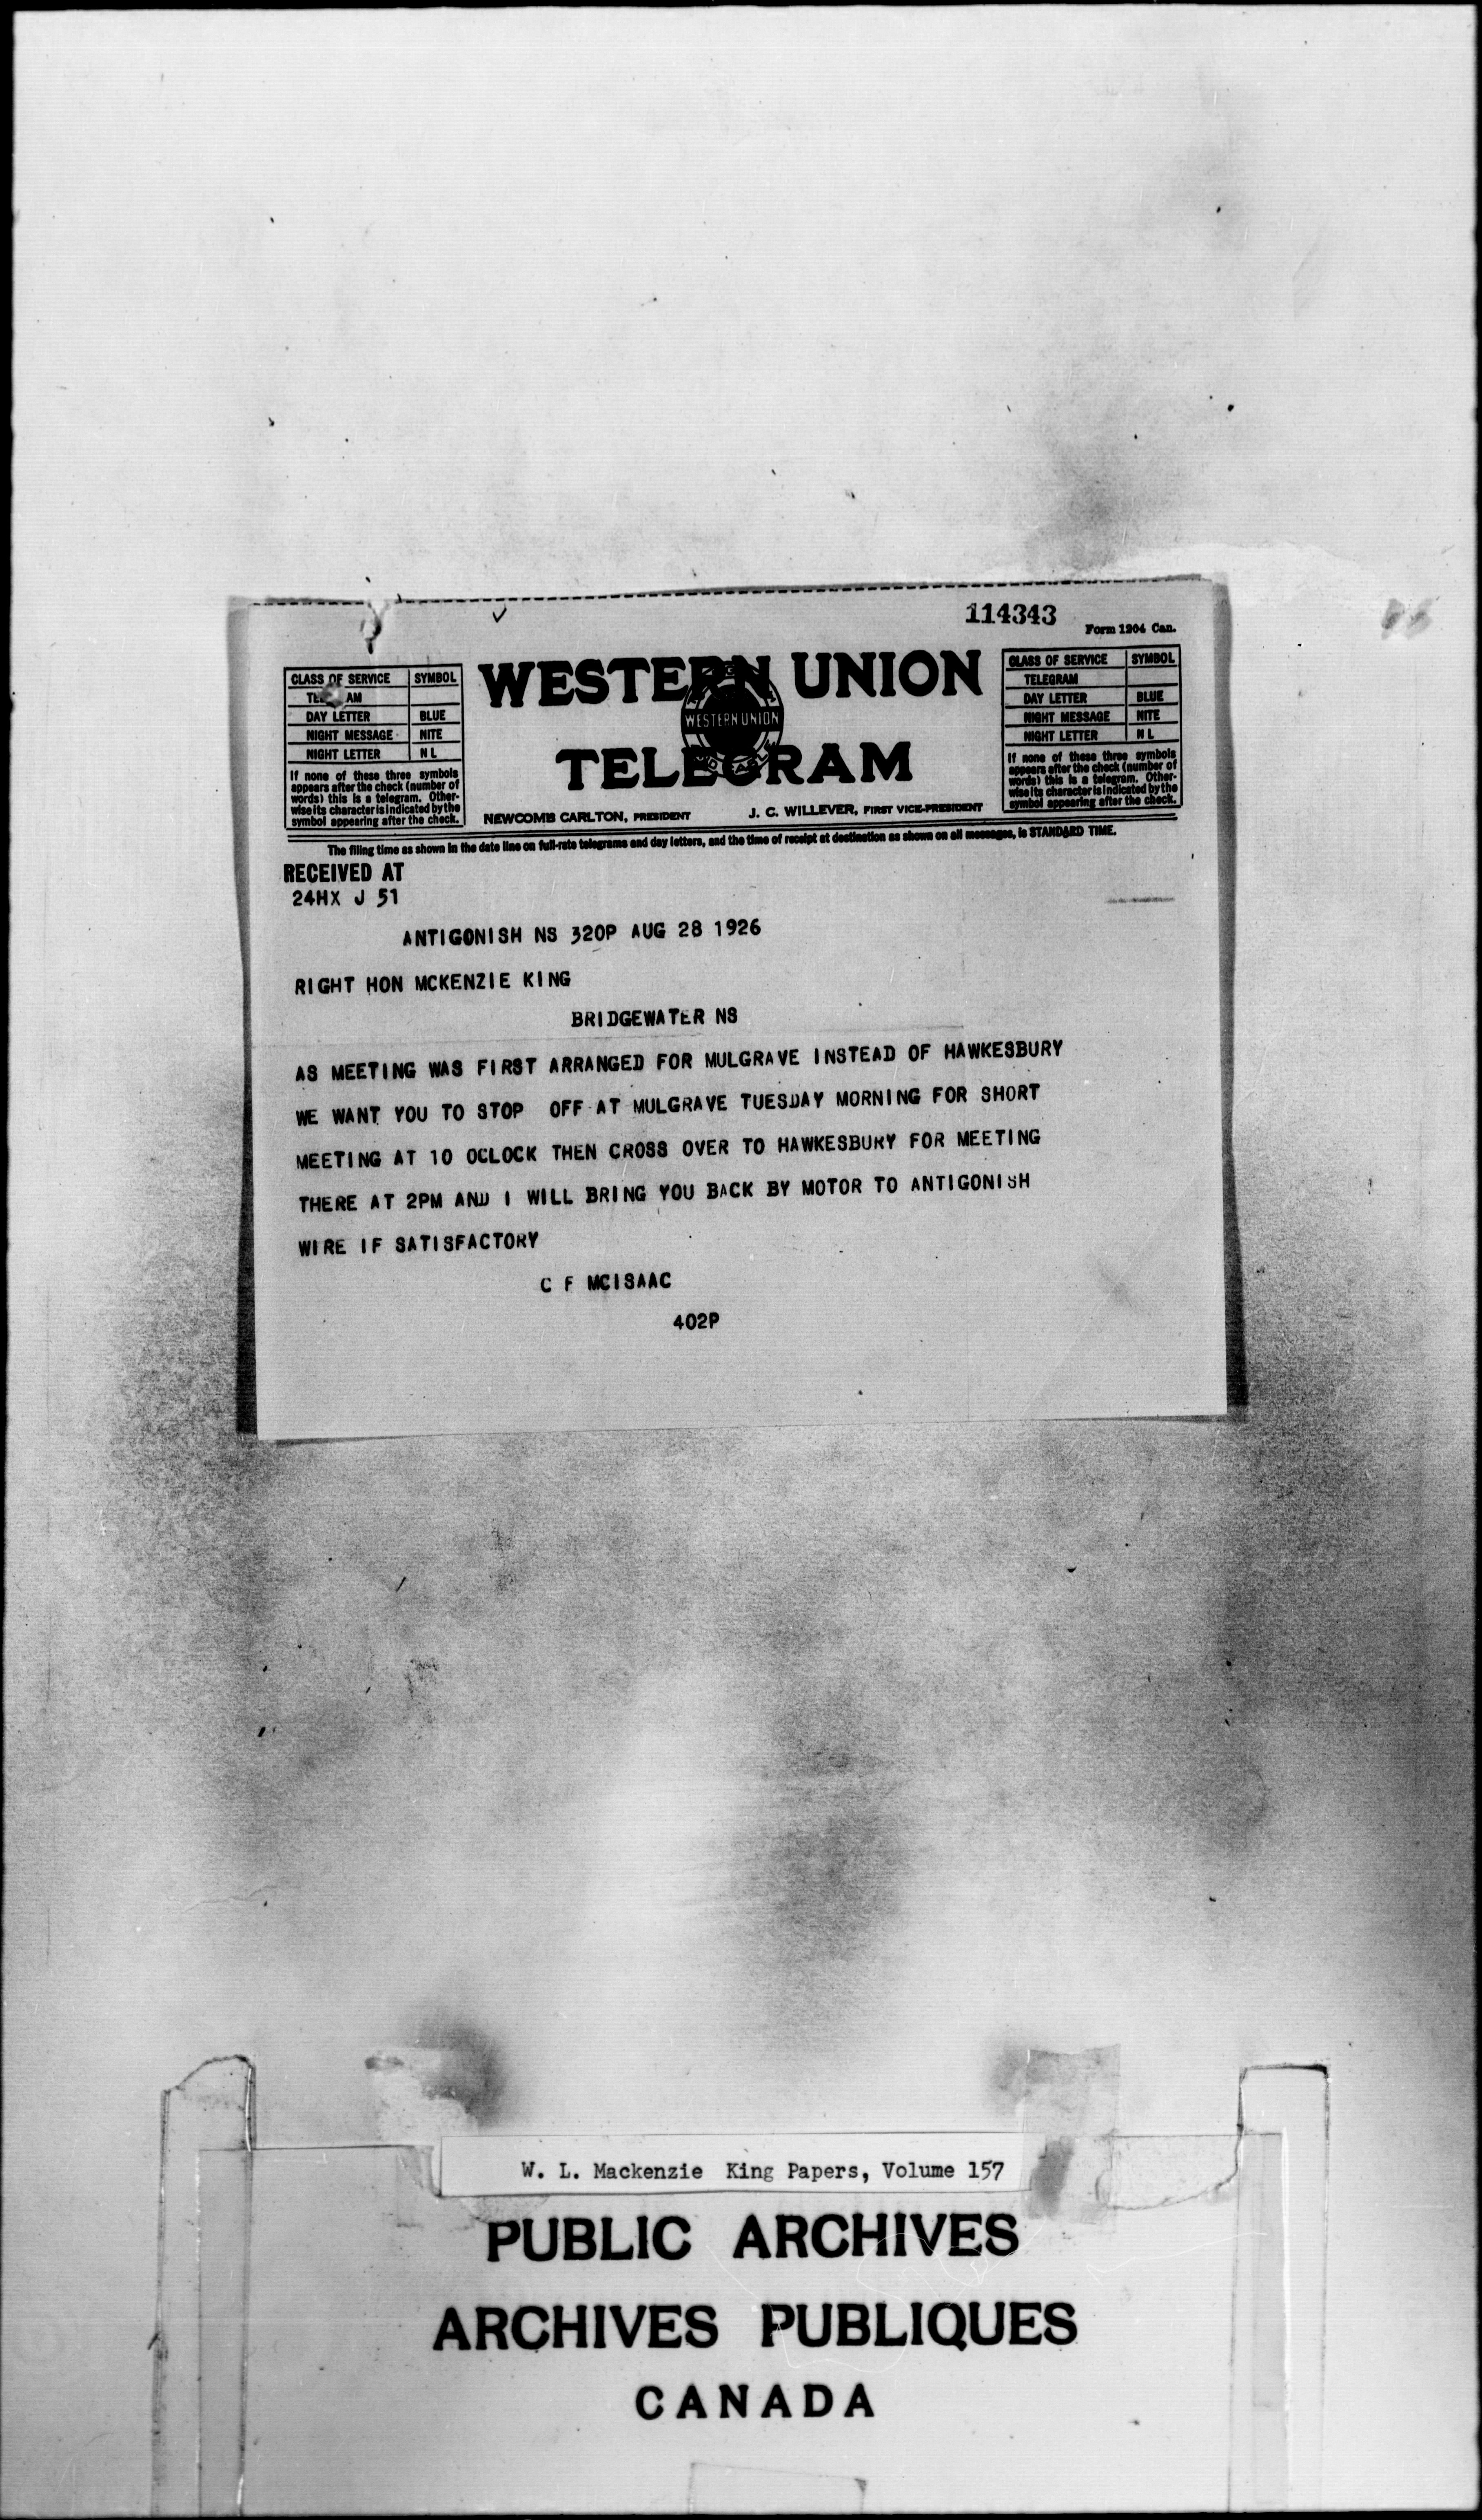 114343
Form 1204 Can.
CLASS OF SERVICE SYMBOL
AM
DAY LETTER BLUE
NIGHT MESSAGE NITE
NIGHT LETTER N L
If none of these three symbols
appears after the check (number of
words) this is a telegram. Other-
wise its character is indicated by the
symbol appearing after the check.
WESTERN UNION
WESTERN UNION
TELEGRAM
NEWCOMB CARLTON, PRESIDENT J. C. WILLEVER, FIRST VICE-PRESIDENT
CLASS OF SERVICE SYMBOL
TELEGRAM
DAY LETTER BLUE
NIGHT MESSAGE NITE
NIGHT LETTER N L
If none of these three symbols
appears after the check (number of
words) this is a telegram. Other-
wise its character is indicated by the
symbol appearing after the check.
The filing time as shown in the date line on full-rate telegrams and day letters, and the time of receipt at destination as shown on all messages, is STANDARD TIME.
RECEIVED AT
24HX J 51
ANTIGONISH NS 320P AUG 28 1926
RIGHT HON MCKENZIE KING
BRIDGEWATER NS
AS MEETING WAS FIRST ARRANGED FOR MULGRAVE INSTEAD OF HAWKESBURY
WE WANT YOU TO STOP OFF AT MULGRAVE TUESDAY MORNING FOR SHORT
MEETING AT 10 OCLOCK THEN CROSS OVER TO HAWKESBURY FOR MEETING
THERE AT 2PM AND I WILL BRING YOU BACK BY MOTOR TO ANTIGONISH
WIRE IF SATISFACTORY
C F MCISAAC
402P
W. L. Mackenzie King Papers, Volume 157
PUBLIC ARCHIVES
ARCHIVES PUBLIQUES
CANADA